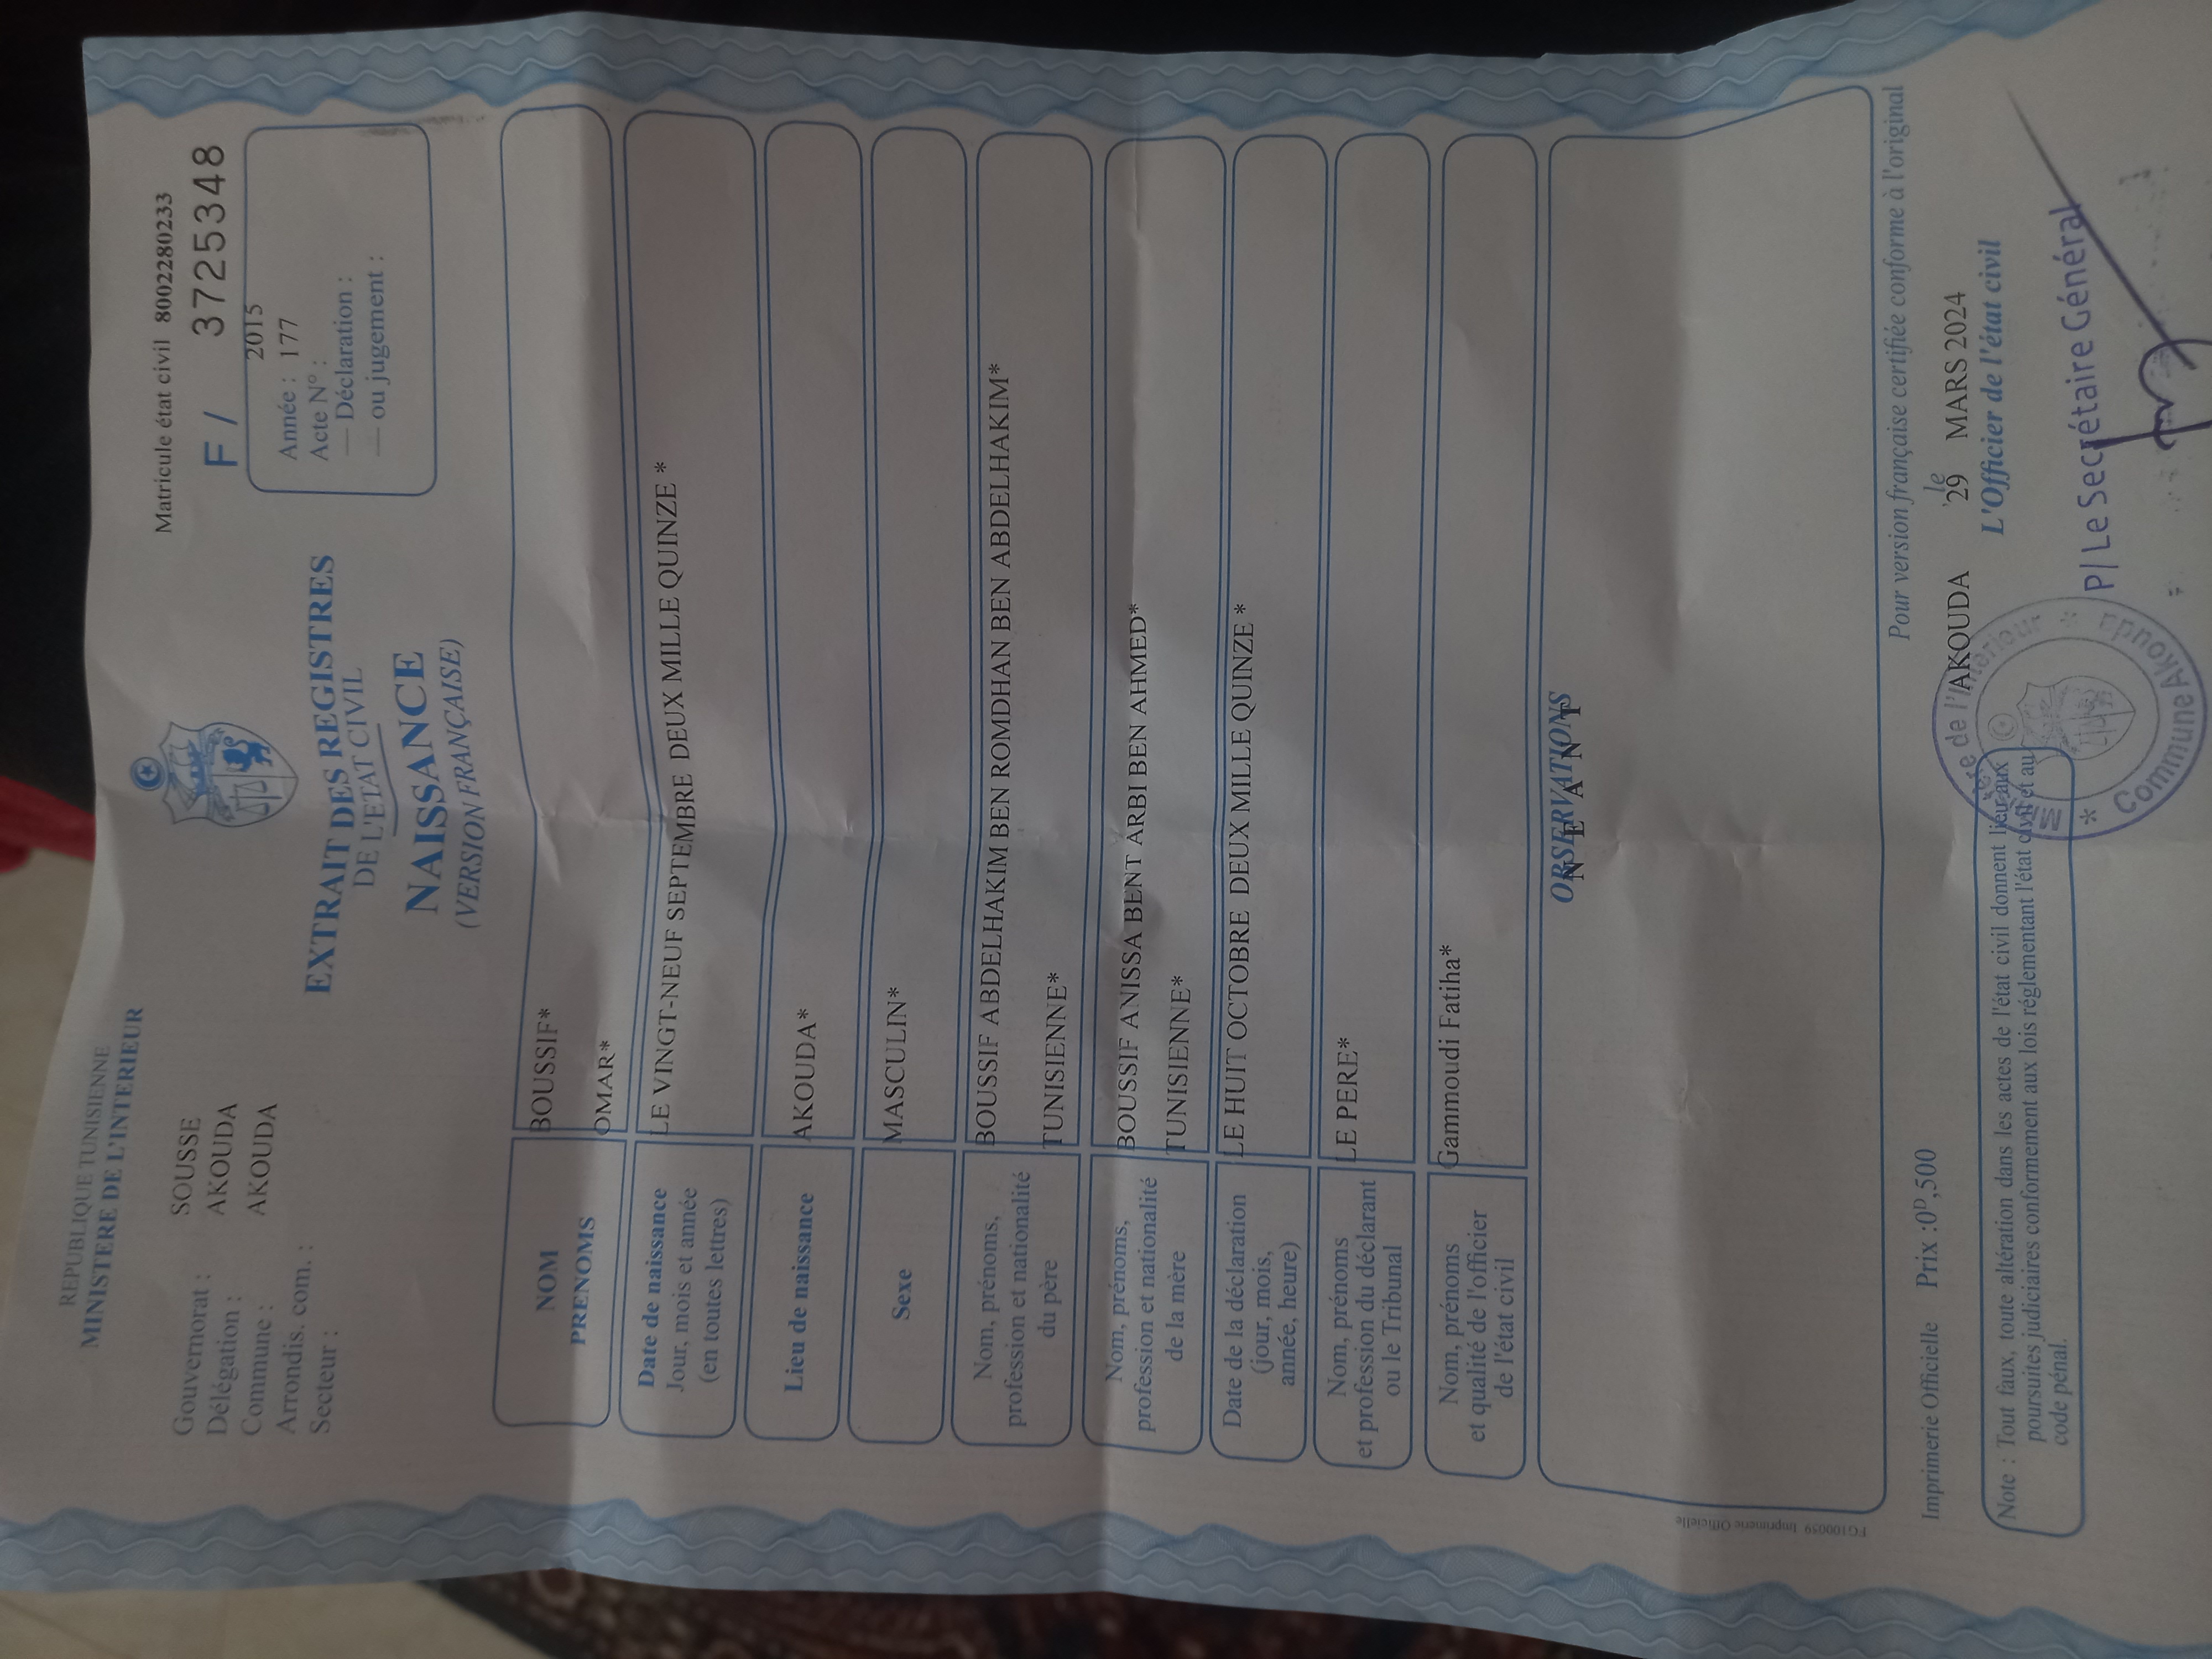 REPUBLIQUE TUNISIENNE
MINISTERE DE L'INTERIEUR
Gouvernorat : SOUSSE
Délégation : AKOUDA
Commune : AKOUDA
Arrondis. com. :
Secteur :
Matricule état civil 80022802233
F / 3725348
2015
Année : 177
Acte N° :
— Déclaration :
— ou jugement :
EXTRAIT DES REGISTRES
DE L'ETAT CIVIL
NAISSANCE
(VERSION FRANÇAISE)
NOM BOUSSIF*
PRENOMS OMAR*
Date de naissance
Jour, mois et année
(en toutes lettres)
LE VINGT-NEUF SEPTEMBRE DEUX MILLE QUINZE *
Lieu de naissance AKOUDA*
Sexe MASCULIN*
Nom, prénoms,
profession et nationalité
du père
BOUSSIF ABDELHAKIM BEN ROMDHAN BEN ABDELHAKIM*
TUNISIENNE*
Nom, prénoms,
profession et nationalité
de la mère
BOUSSIF ANISSA BENT ARBI BEN AHMED*
TUNISIENNE*
Date de la déclaration
(jour, mois,
année, heure)
LE HUIT OCTOBRE DEUX MILLE QUINZE *
Nom, prénoms
et profession du déclarant
ou le Tribunal
LE PERE*
Nom, prénoms
et qualité de l'officier
de l'état civil
Gammoudi Fatiha*
OBSERVATIONS
N E A N T
FG100059 Imprimerie Officielle
Pour version française certifiée conforme à l'original
Imprimerie Officielle Prix :0ᴰ,500
AKOUDA le 29 MARS 2024
L'Officier de l'état civil
P/ Le Secrétaire Général
Commune Akouda
Note : Tout faux, toute altération dans les actes de l'état civil donnent lieu aux
poursuites judiciaires conformement aux lois réglementant l'état civil et au
code pénal.